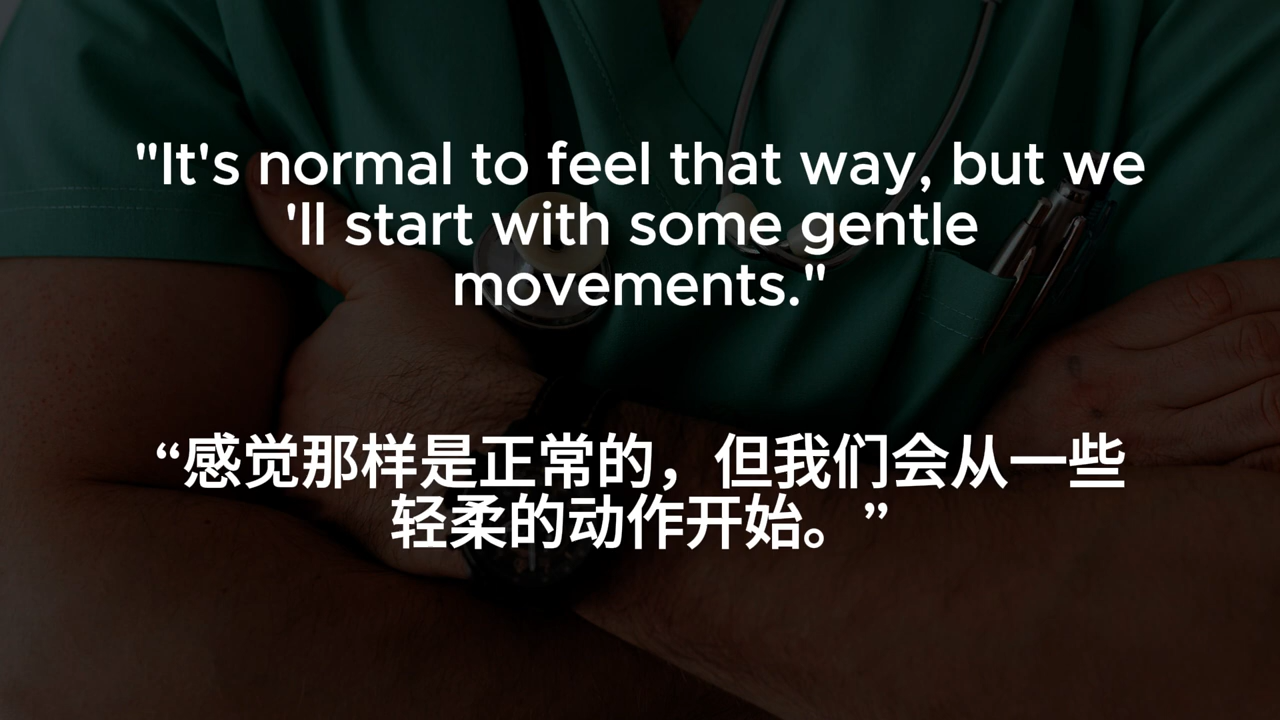 "It's normal to feel that way, but we
'll start with some gentle
movements."
“感觉那样是正常的，但我们会从一些
轻柔的动作开始。”